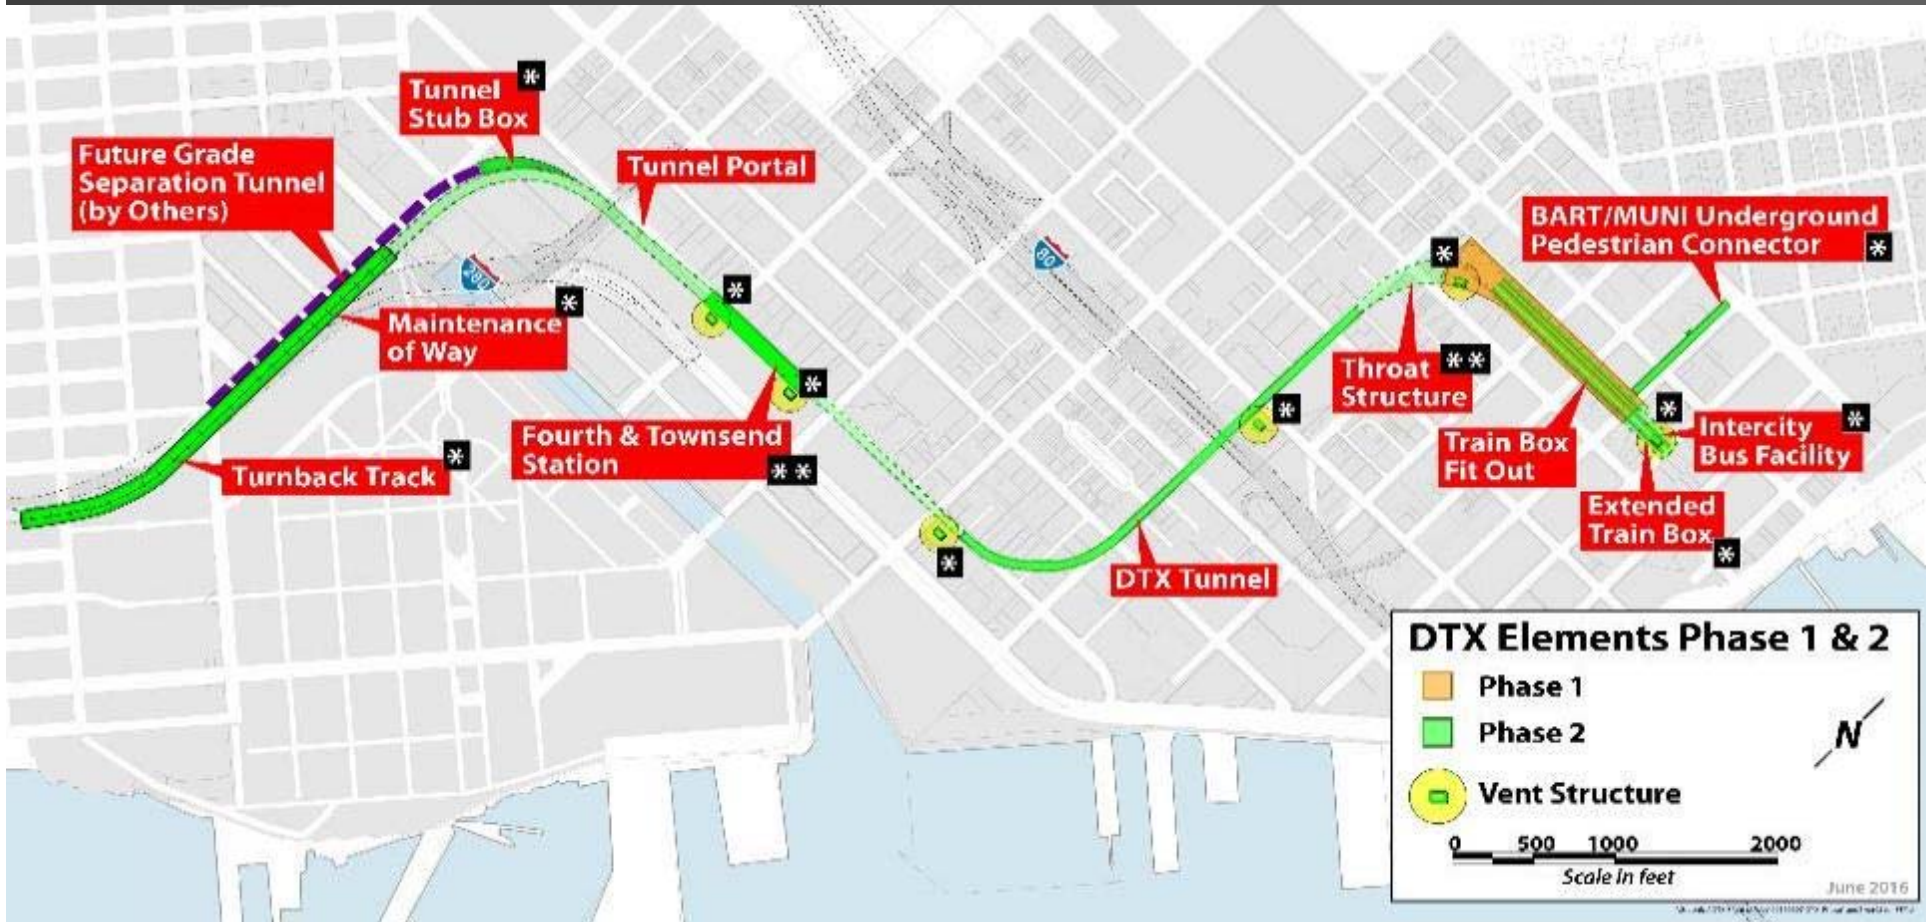 Tunnel
Stub Box
*
Future Grade
Separation Tunnel
(by Others)
Tunnel Portal
BART/MUNI Underground
Pedestrian Connector
*
280
80
*
*
Maintenance
of Way
*
*
Fourth & Townsend
Station
* *
Turnback Track
*
*
DTX Tunnel
*
Throat
Structure
* *
Train Box
Fit Out
*
Intercity
Bus Facility
*
Extended
Train Box
*
DTX Elements Phase 1 & 2
Phase 1
Phase 2
N
Vent Structure
0 500 1000 2000
Scale in feet
June 2016